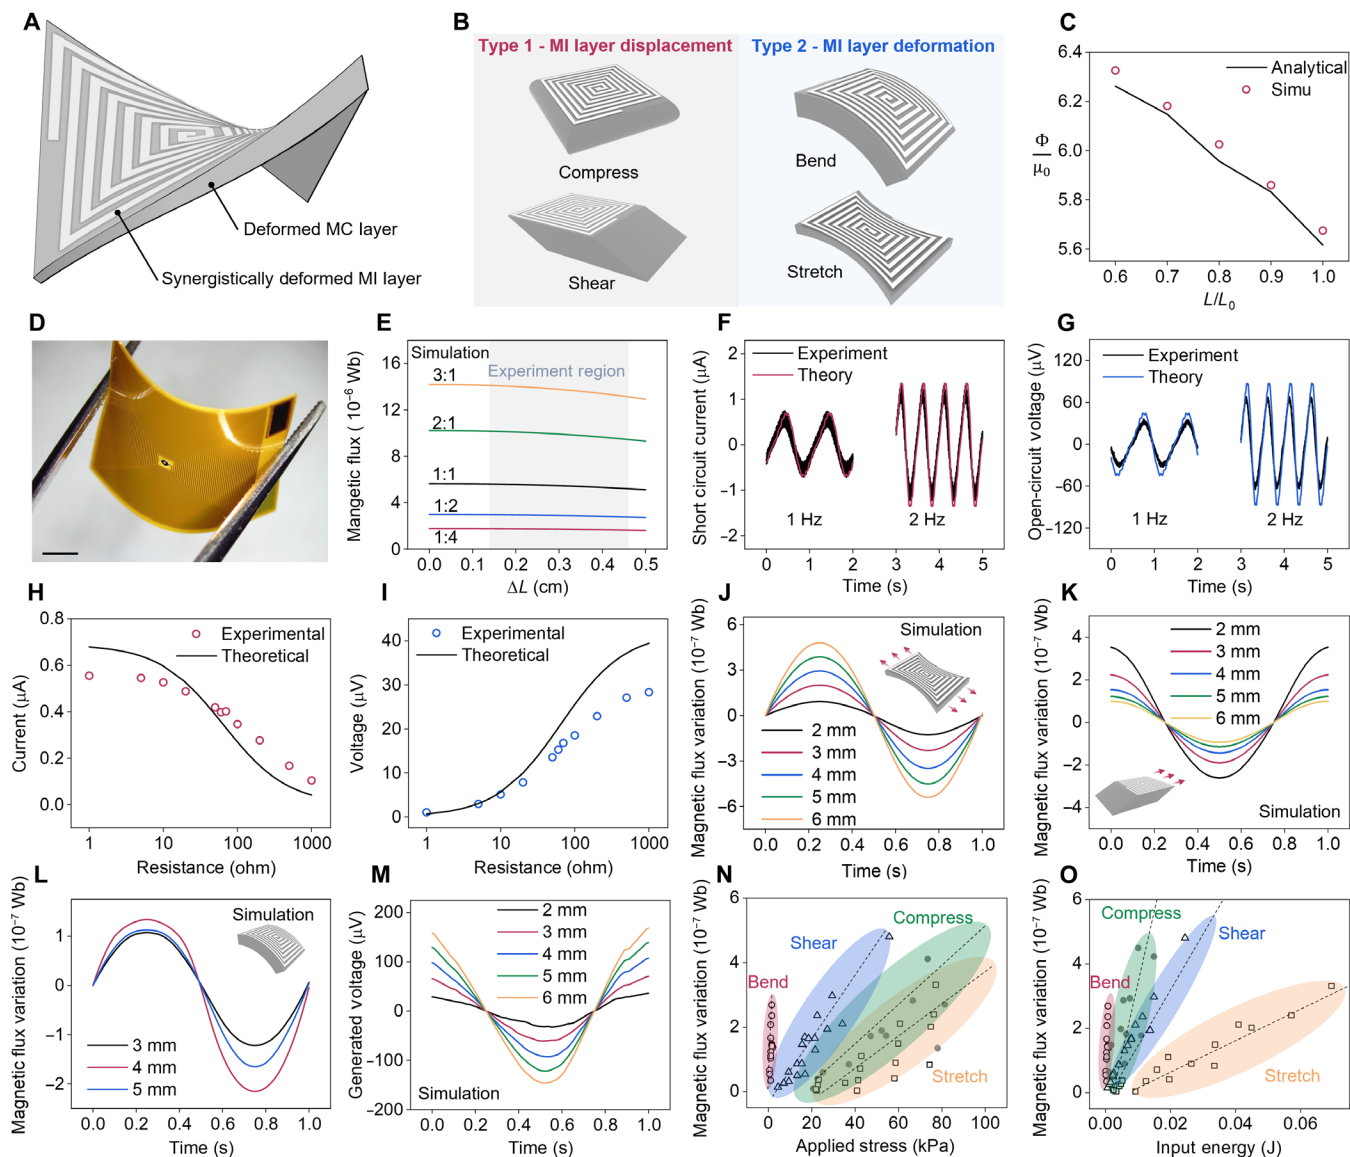 A
Deformed MC layer
Synergistically deformed MI layer
B
Type 1 - MI layer displacement
Type 2 - MI layer deformation
Compress
Bend
Shear
Stretch
C
6.4
6.2
6.0
5.8
5.6
Φ
μ0
Analytical
Simu
0.6 0.7 0.8 0.9 1.0
L/L0
D
E
Mangetic flux ( 10⁻⁶ Wb)
16
12
8
4
0
Simulation
Experiment region
3:1
2:1
1:1
1:2
1:4
0.0 0.1 0.2 0.3 0.4 0.5
ΔL (cm)
F
Short circuit current (μA)
2
1
0
−1
−2
Experiment
Theory
1 Hz
2 Hz
0 1 2 3 4 5
Time (s)
G
Open-circuit voltage (μV)
120
60
0
−60
−120
Experiment
Theory
1 Hz
2 Hz
0 1 2 3 4 5
Time (s)
H
Current (μA)
0.8
0.6
0.4
0.2
0.0
Experimental
Theoretical
1 10 100 1000
Resistance (ohm)
I
Voltage (μV)
40
30
20
10
0
Experimental
Theoretical
1 10 100 1000
Resistance (ohm)
J
Magnetic flux variation (10⁻⁷ Wb)
6
3
0
−3
−6
Simulation
2 mm
3 mm
4 mm
5 mm
6 mm
0.0 0.2 0.4 0.6 0.8 1.0
Time (s)
K
Magnetic flux variation (10⁻⁷ Wb)
4
2
0
−2
−4
2 mm
3 mm
4 mm
5 mm
6 mm
Simulation
0.0 0.2 0.4 0.6 0.8 1.0
Time (s)
L
Magnetic flux variation (10⁻⁷ Wb)
1
0
−1
−2
Simulation
3 mm
4 mm
5 mm
0.0 0.2 0.4 0.6 0.8 1.0
Time (s)
M
Generated voltage (μV)
200
100
0
−100
−200
2 mm
3 mm
4 mm
5 mm
6 mm
Simulation
0.0 0.2 0.4 0.6 0.8 1.0
Time (s)
N
Magnetic flux variation (10⁻⁷ Wb)
6
4
2
0
Compress
Shear
Bend
Stretch
0 20 40 60 80 100
Applied stress (kPa)
O
Magnetic flux variation (10⁻⁷ Wb)
6
4
2
0
Compress
Shear
Bend
Stretch
0.00 0.02 0.04 0.06
Input energy (J)